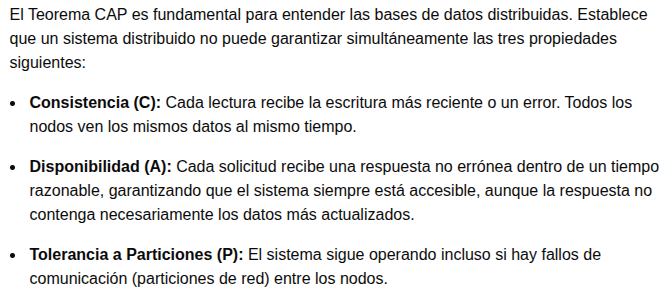 El Teorema CAP es fundamental para entender las bases de datos distribuidas. Establece
que un sistema distribuido no puede garantizar simultáneamente las tres propiedades
siguientes:
• Consistencia (C): Cada lectura recibe la escritura más reciente o un error. Todos los
nodos ven los mismos datos al mismo tiempo.
• Disponibilidad (A): Cada solicitud recibe una respuesta no errónea dentro de un tiempo
razonable, garantizando que el sistema siempre está accesible, aunque la respuesta no
contenga necesariamente los datos más actualizados.
• Tolerancia a Particiones (P): El sistema sigue operando incluso si hay fallos de
comunicación (particiones de red) entre los nodos.